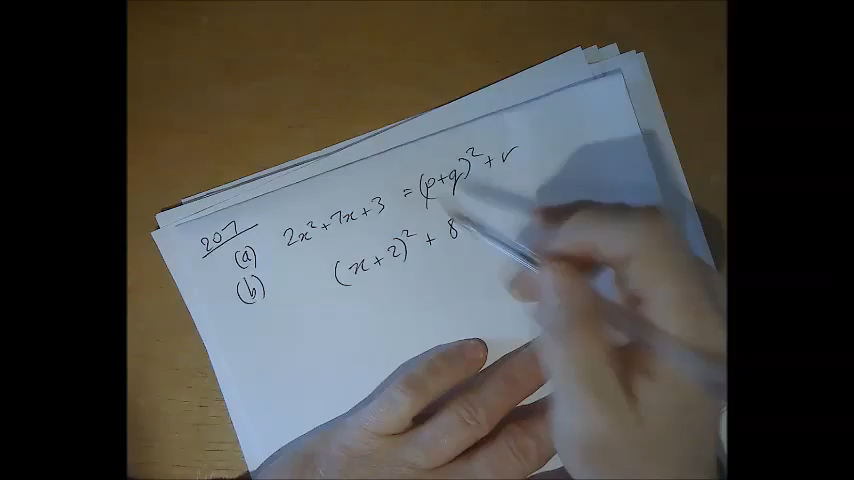 207
(a) 2x² + 7x + 3 = (p+q)² + r
(b) (x + 2)² + 8